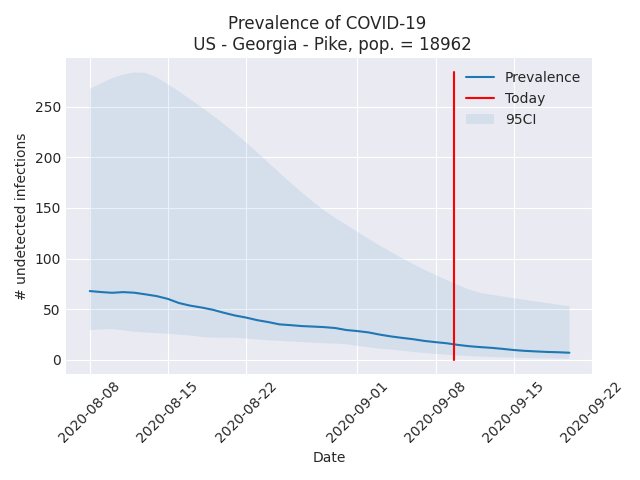 Prevalence of COVID-19
US - Georgia - Pike, pop. = 18962
Prevalence
Today
95CI
# undetected infections
250
200
150
100
50
0
2020-08-08
2020-08-15
2020-08-22
2020-09-01
2020-09-08
2020-09-15
2020-09-22
Date